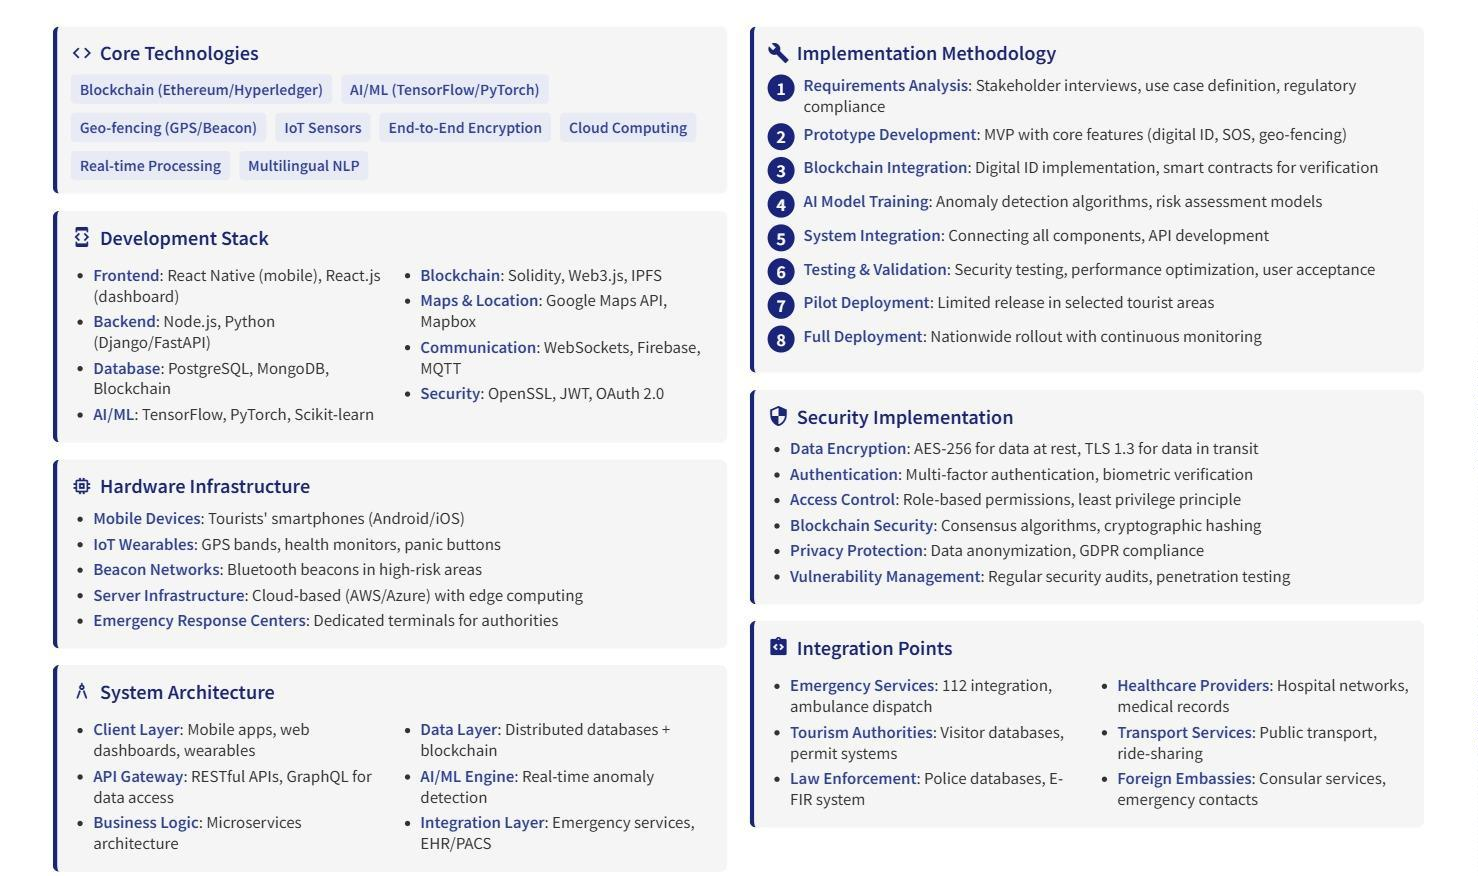 Core Technologies
Blockchain (Ethereum/Hyperledger)
AI/ML (TensorFlow/PyTorch)
Geo-fencing (GPS/Beacon)
IoT Sensors
End-to-End Encryption
Cloud Computing
Real-time Processing
Multilingual NLP
Development Stack
Frontend: React Native (mobile), React.js
(dashboard)
Backend: Node.js, Python
(Django/FastAPI)
Database: PostgreSQL, MongoDB,
Blockchain
AI/ML: TensorFlow, PyTorch, Scikit-learn
Blockchain: Solidity, Web3.js, IPFS
Maps & Location: Google Maps API,
Mapbox
Communication: WebSockets, Firebase,
MQTT
Security: OpenSSL, JWT, OAuth 2.0
Hardware Infrastructure
Mobile Devices: Tourists' smartphones (Android/iOS)
IoT Wearables: GPS bands, health monitors, panic buttons
Beacon Networks: Bluetooth beacons in high-risk areas
Server Infrastructure: Cloud-based (AWS/Azure) with edge computing
Emergency Response Centers: Dedicated terminals for authorities
System Architecture
Client Layer: Mobile apps, web
dashboards, wearables
API Gateway: RESTful APIs, GraphQL for
data access
Business Logic: Microservices
architecture
Data Layer: Distributed databases +
blockchain
AI/ML Engine: Real-time anomaly
detection
Integration Layer: Emergency services,
EHR/PACS
Implementation Methodology
1 Requirements Analysis: Stakeholder interviews, use case definition, regulatory
compliance
2 Prototype Development: MVP with core features (digital ID, SOS, geo-fencing)
3 Blockchain Integration: Digital ID implementation, smart contracts for verification
4 AI Model Training: Anomaly detection algorithms, risk assessment models
5 System Integration: Connecting all components, API development
6 Testing & Validation: Security testing, performance optimization, user acceptance
7 Pilot Deployment: Limited release in selected tourist areas
8 Full Deployment: Nationwide rollout with continuous monitoring
Security Implementation
Data Encryption: AES-256 for data at rest, TLS 1.3 for data in transit
Authentication: Multi-factor authentication, biometric verification
Access Control: Role-based permissions, least privilege principle
Blockchain Security: Consensus algorithms, cryptographic hashing
Privacy Protection: Data anonymization, GDPR compliance
Vulnerability Management: Regular security audits, penetration testing
Integration Points
Emergency Services: 112 integration,
ambulance dispatch
Tourism Authorities: Visitor databases,
permit systems
Law Enforcement: Police databases, E-
FIR system
Healthcare Providers: Hospital networks,
medical records
Transport Services: Public transport,
ride-sharing
Foreign Embassies: Consular services,
emergency contacts